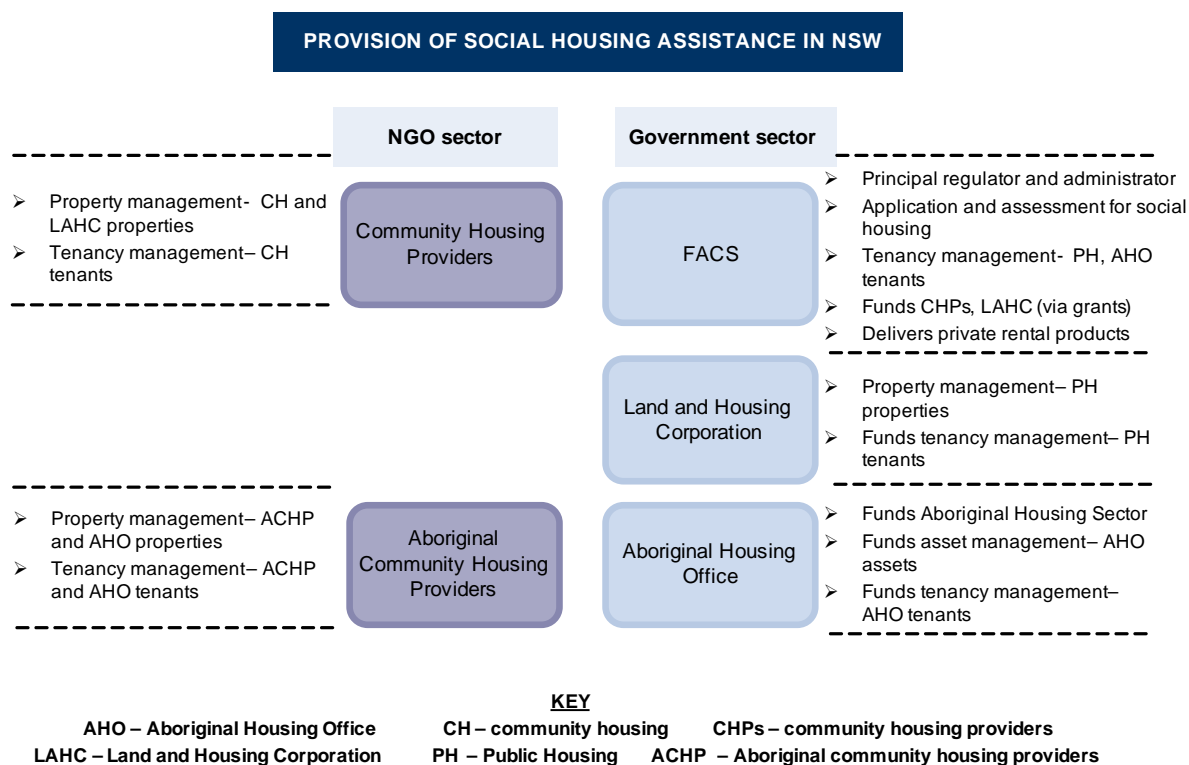 PROVISION OF SOCIAL HOUSING ASSISTANCE IN NSW
NGO sector
Government sector
➢ Property management- CH and
LAHC properties
➢ Tenancy management– CH
tenants
Community Housing
Providers
FACS
➢ Principal regulator and administrator
➢ Application and assessment for social
housing
➢ Tenancy management- PH, AHO
tenants
➢ Funds CHPs, LAHC (via grants)
➢ Delivers private rental products
Land and Housing
Corporation
➢ Property management– PH
properties
➢ Funds tenancy management– PH
tenants
➢ Property management– ACHP
and AHO properties
➢ Tenancy management– ACHP
and AHO tenants
Aboriginal
Community Housing
Providers
Aboriginal Housing
Office
➢ Funds Aboriginal Housing Sector
➢ Funds asset management– AHO
assets
➢ Funds tenancy management–
AHO tenants
KEY
AHO – Aboriginal Housing Office CH – community housing CHPs – community housing providers
LAHC – Land and Housing Corporation PH – Public Housing ACHP – Aboriginal community housing providers